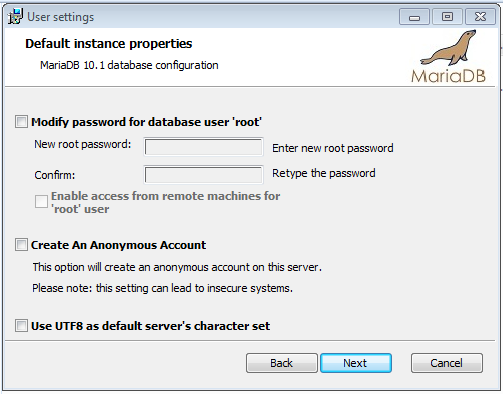 User settings
Default instance properties
MariaDB 10.1 database configuration
MariaDB
Modify password for database user 'root'
New root password:
Enter new root password
Confirm:
Retype the password
Enable access from remote machines for
'root' user
Create An Anonymous Account
This option will create an anonymous account on this server.
Please note: this setting can lead to insecure systems.
Use UTF8 as default server's character set
Back
Next
Cancel